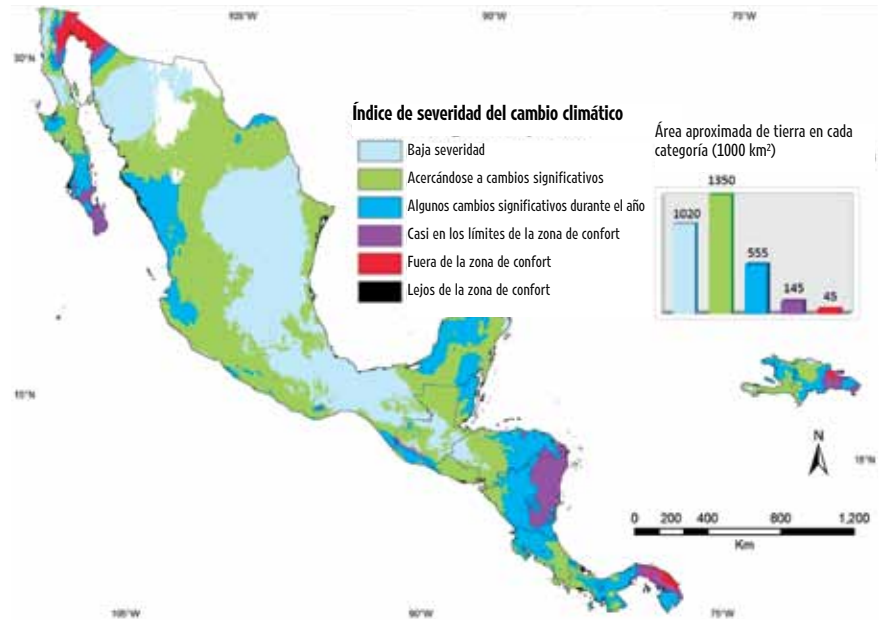 105°W
90°W
75°W
30°N
Índice de severidad del cambio climático
Baja severidad
Acercándose a cambios significativos
Algunos cambios significativos durante el año
Casi en los límites de la zona de confort
Fuera de la zona de confort
Lejos de la zona de confort
Área aproximada de tierra en cada
categoría (1000 km²)
1020
1350
555
145
45
15°N
N
15°N
0 200 400 800 1,200
Km
105°W
90°W
75°W